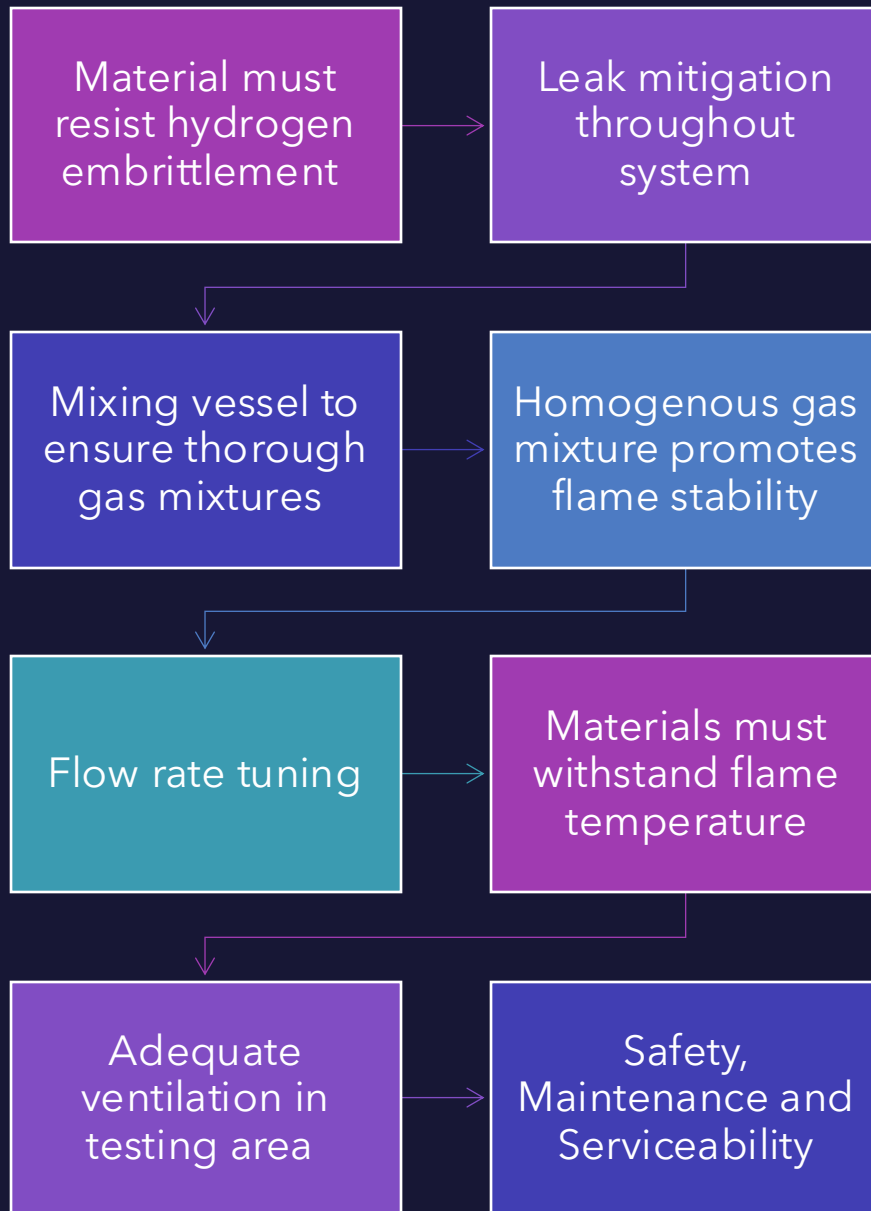 Material must
resist hydrogen
embrittlement
Leak mitigation
throughout
system
Mixing vessel to
ensure thorough
gas mixtures
Homogenous gas
mixture promotes
flame stability
Flow rate tuning
Materials must
withstand flame
temperature
Adequate
ventilation in
testing area
Safety,
Maintenance and
Serviceability